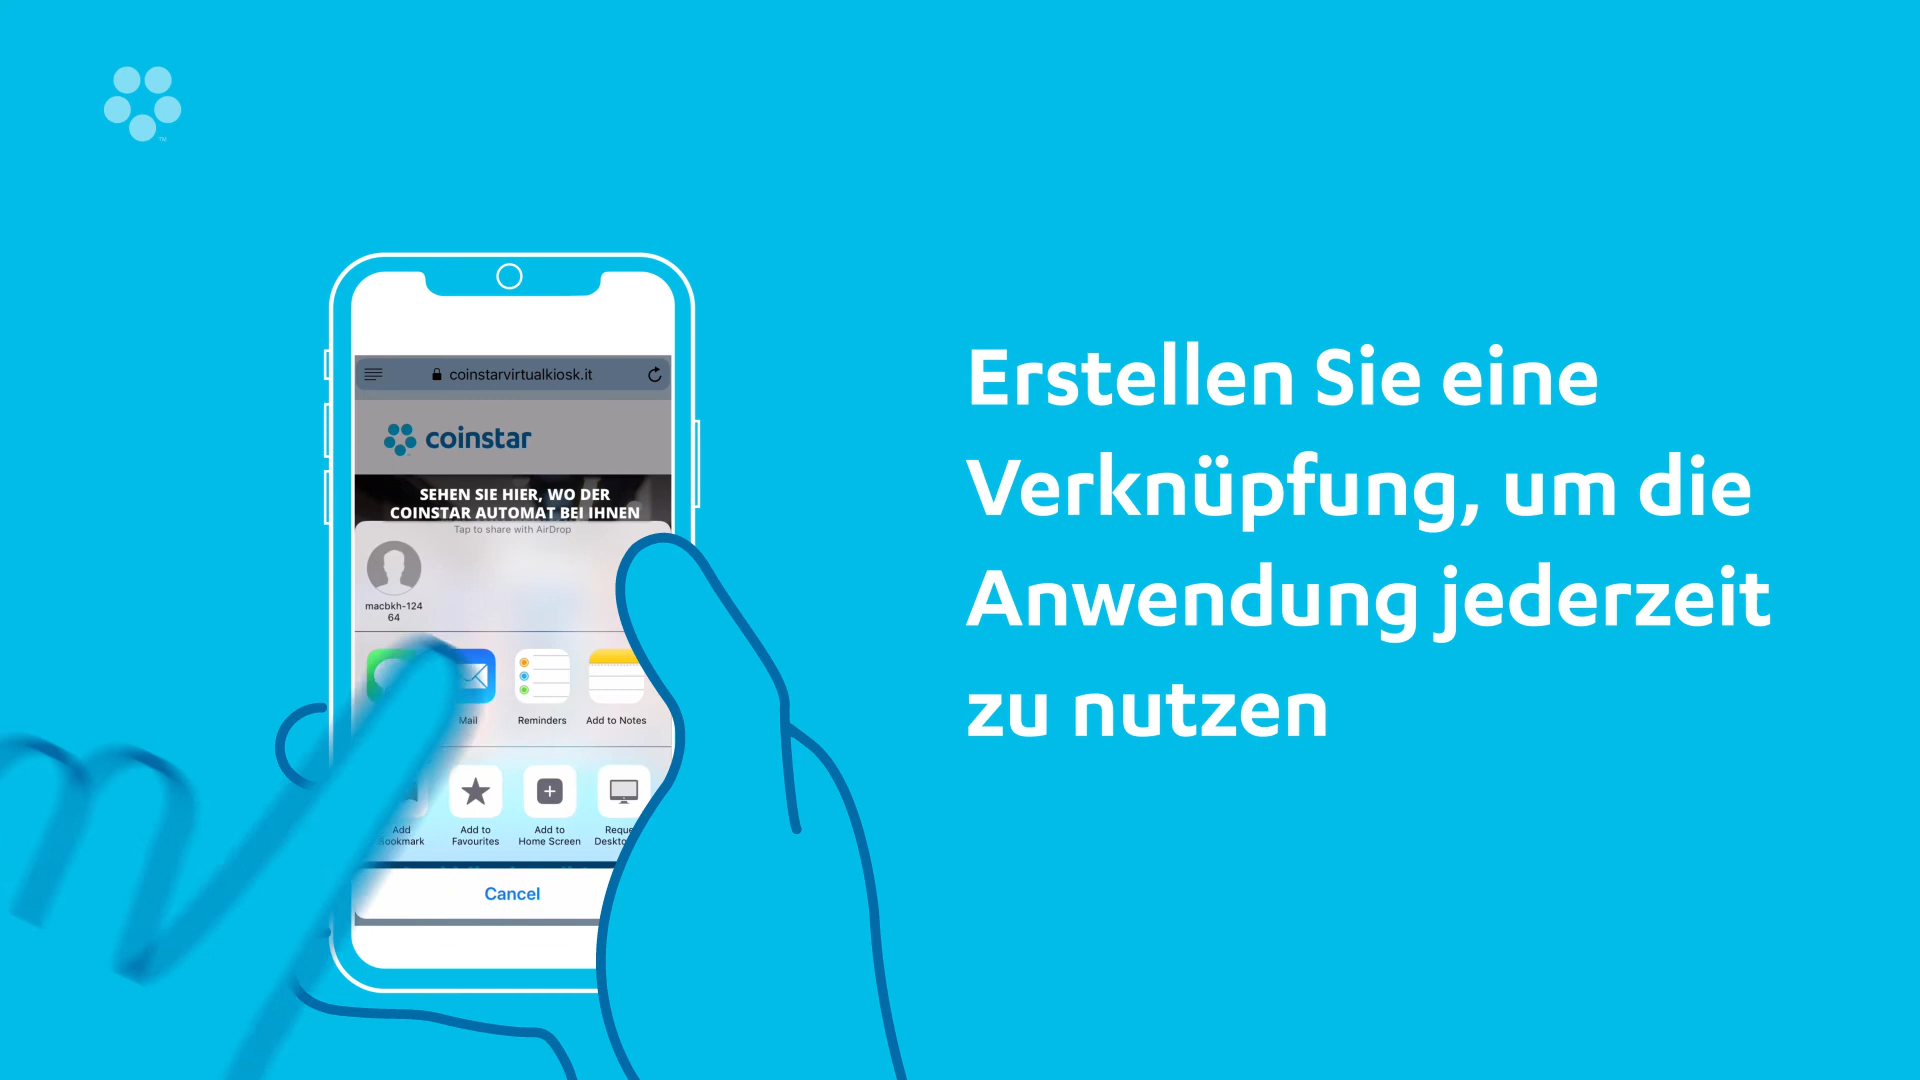 TM
coinstarvirtualkiosk.it
coinstar
SEHEN SIE HIER, WO DER
COINSTAR AUTOMAT BEI IHNEN
Tap to share with AirDrop
macbkh-124
64
Mail
Reminders
Add to Notes
Add
Add to
Favourites
Add to
Home Screen
Cancel
Erstellen Sie eine
Verknüpfung, um die
Anwendung jederzeit
zu nutzen